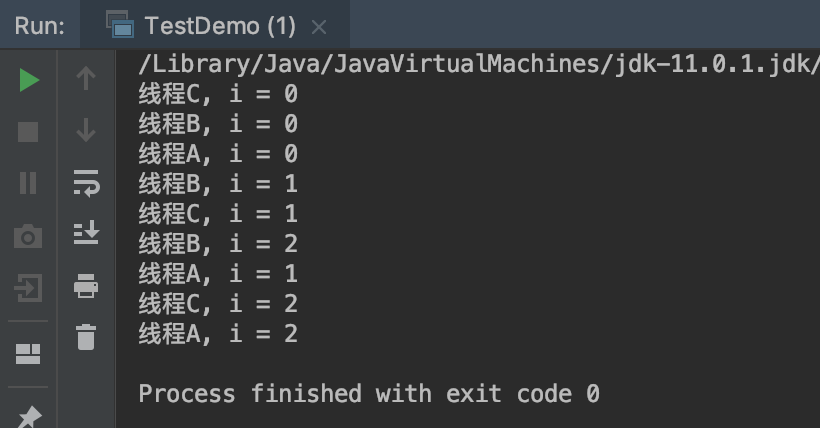 Run: TestDemo (1)
/Library/Java/JavaVirtualMachines/jdk-11.0.1.jdk/
线程C, i = 0
线程B, i = 0
线程A, i = 0
线程B, i = 1
线程C, i = 1
线程B, i = 2
线程A, i = 1
线程C, i = 2
线程A, i = 2
Process finished with exit code 0